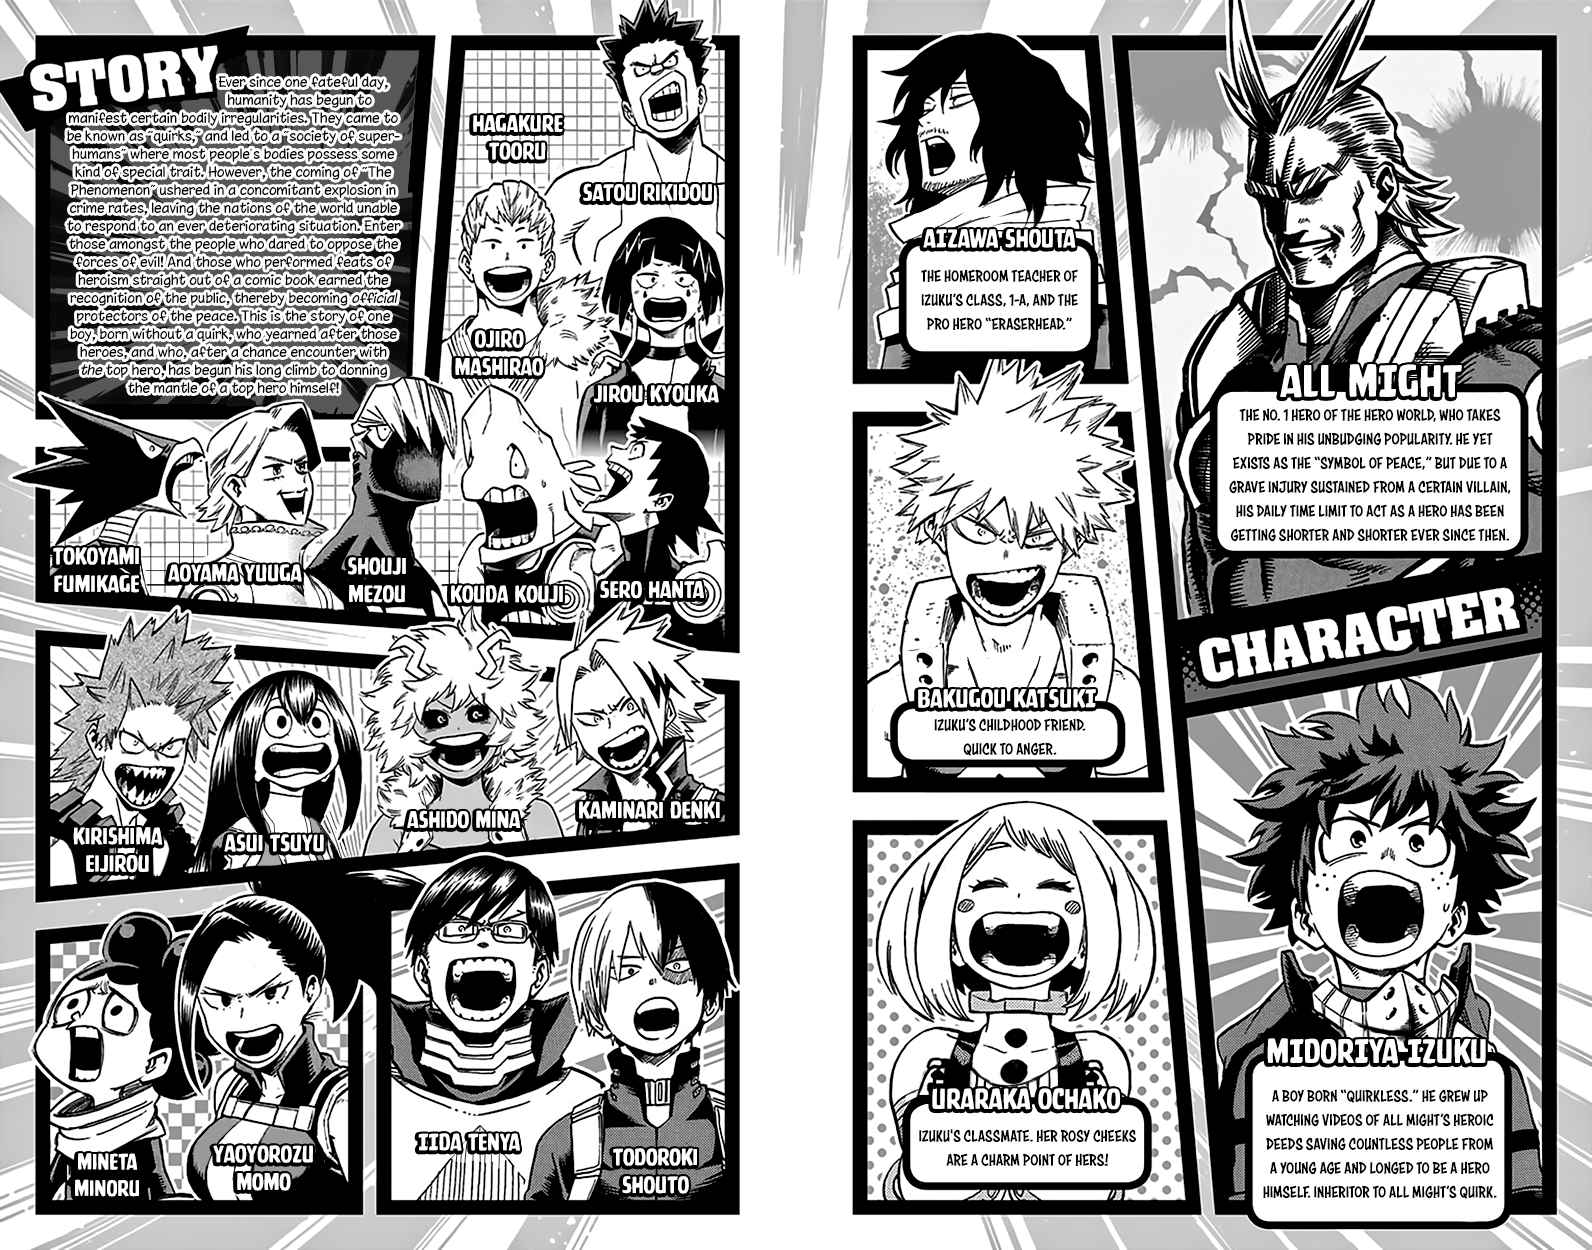 STORY
Ever since one fateful day,
humanity has begun to
manifest certain bodily irregularities. They came to
be known as "quirks," and led to a "society of super-
humans" where most people's bodies possess some
kind of special trait. However, the coming of "The
Phenomenon" ushered in a concomitant explosion in
crime rates, leaving the nations of the world unable
to respond to an ever deteriorating situation. Enter
those amongst the people who dared to oppose the
forces of evil! And those who performed feats of
heroism straight out of a comic book earned the
recognition of the public, thereby becoming official
protectors of the peace. This is the story of one
boy, born without a quirk, who yearned after those
heroes, and who, after a chance encounter with
the top hero, has begun his long climb to donning
the mantle of a top hero himself!
HAGAKURE
TOORU
SATOU RIKIDOU
OJIRO
MASHIRAO
JIROU KYOUKA
TOKOYAMI
FUMIKAGE
AOYAMA YUUGA
SHOUJI
MEZOU
KOUDA KOUJI
SERO HANTA
KIRISHIMA
EIJIROU
ASUI TSUYU
ASHIDO MINA
KAMINARI DENKI
MINETA
MINORU
YAOYOROZU
MOMO
IIDA TENYA
TODOROKI
SHOUTO
AIZAWA SHOUTA
THE HOMEROOM TEACHER OF
IZUKU'S CLASS, 1-A, AND THE
PRO HERO "ERASERHEAD."
ALL MIGHT
THE NO. 1 HERO OF THE HERO WORLD, WHO TAKES
PRIDE IN HIS UNBUDGING POPULARITY. HE YET
EXISTS AS THE "SYMBOL OF PEACE," BUT DUE TO A
GRAVE INJURY SUSTAINED FROM A CERTAIN VILLAIN,
HIS DAILY TIME LIMIT TO ACT AS A HERO HAS BEEN
GETTING SHORTER AND SHORTER EVER SINCE THEN.
CHARACTER
BAKUGOU KATSUKI
IZUKU'S CHILDHOOD FRIEND.
QUICK TO ANGER.
URARAKA OCHAKO
IZUKU'S CLASSMATE. HER ROSY CHEEKS
ARE A CHARM POINT OF HERS!
MIDORIYA IZUKU
A BOY BORN "QUIRKLESS." HE GREW UP
WATCHING VIDEOS OF ALL MIGHT'S HEROIC
DEEDS SAVING COUNTLESS PEOPLE FROM
A YOUNG AGE AND LONGED TO BE A HERO
HIMSELF. INHERITOR TO ALL MIGHT'S QUIRK.